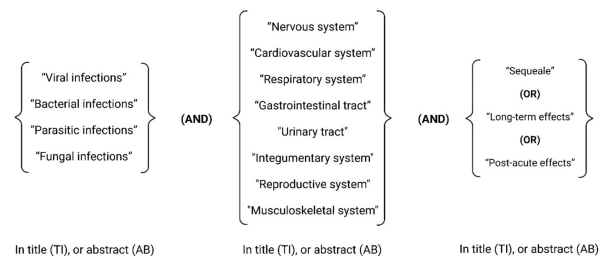 “Viral infections”
“Bacterial infections”
“Parasitic infections”
“Fungal infections”
(AND)
“Nervous system”
“Cardiovascular system”
“Respiratory system”
“Gastrointestinal tract”
"Urinary tract"
"Integumentary system"
"Reproductive system"
"Musculoskeletal system"
(AND)
“Sequeale”
(OR)
“Long-term effects”
(OR)
“Post-acute effects”
In title (TI), or abstract (AB)
In title (TI), or abstract (AB)
In title (TI), or abstract (AB)